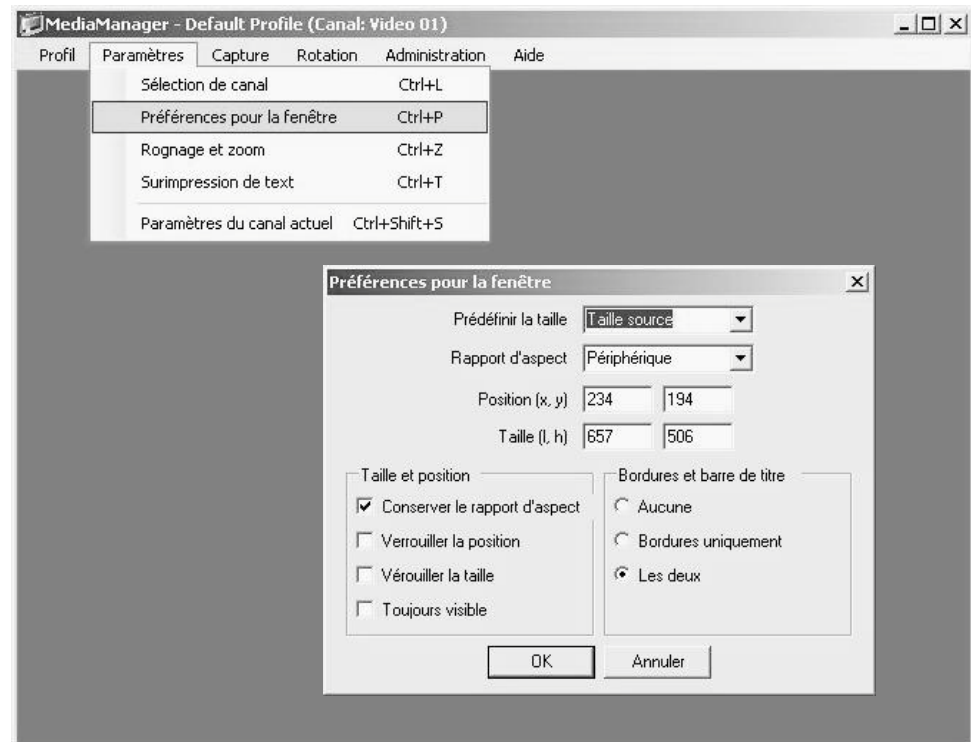 MediaManager - Default Profile (Canal: Video 01)
Profil Paramètres Capture Rotation Administration Aide
Sélection de canal Ctrl+L
Préférences pour la fenêtre Ctrl+P
Rognage et zoom Ctrl+Z
Surimpression de text Ctrl+T
Paramètres du canal actuel Ctrl+Shift+S
Préférences pour la fenêtre
Prédéfinir la taille Taille source
Rapport d'aspect Périphérique
Position (x, y) 234 194
Taille (l, h) 657 506
Taille et position
Conserver le rapport d'aspect
Verrouiller la position
Vérouiller la taille
Toujours visible
Bordures et barre de titre
Aucune
Bordures uniquement
Les deux
OK Annuler